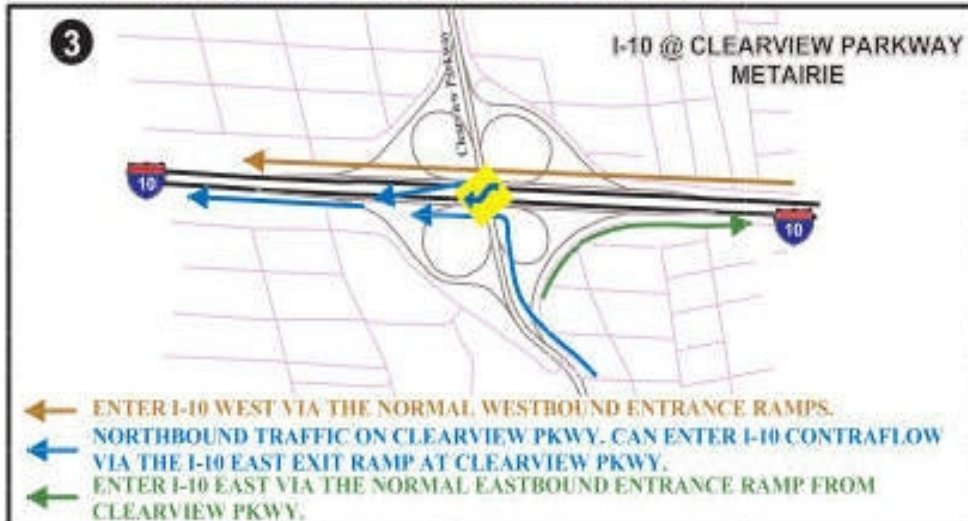 3
I-10 @ CLEARVIEW PARKWAY
METAIRIE
Clearview Parkway
10
10
ENTER I-10 WEST VIA THE NORMAL WESTBOUND ENTRANCE RAMPS.
NORTHBOUND TRAFFIC ON CLEARVIEW PKWY. CAN ENTER I-10 CONTRAFLOW
VIA THE I-10 EAST EXIT RAMP AT CLEARVIEW PKWY.
ENTER I-10 EAST VIA THE NORMAL EASTBOUND ENTRANCE RAMP FROM
CLEARVIEW PKWY.